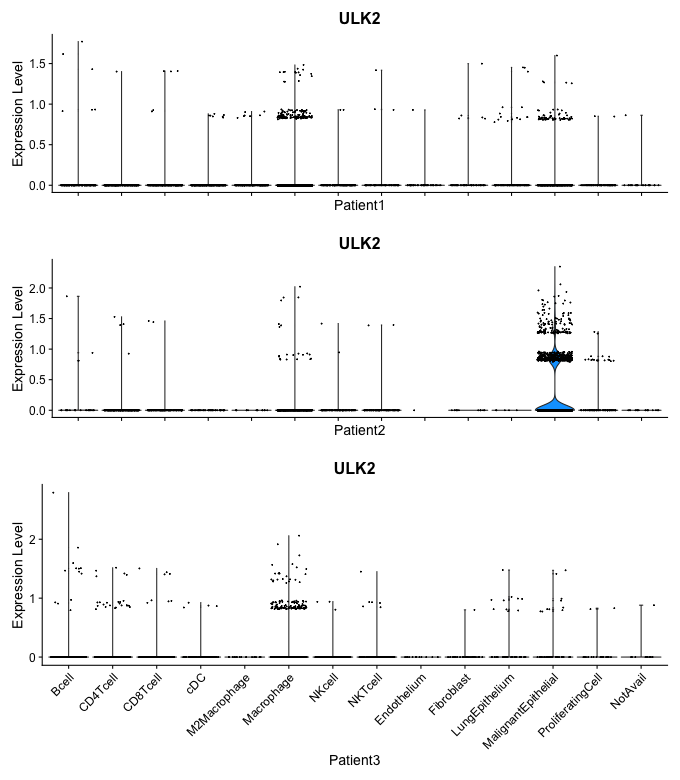 ULK2
Expression Level
1.5
1.0
0.5
0.0
Patient1
ULK2
Expression Level
2.0
1.5
1.0
0.5
0.0
Patient2
ULK2
Expression Level
2
1
0
Bcell
CD4Tcell
CD8Tcell
cDC
M2Macrophage
Macrophage
NKcell
NKTcell
Endothelium
Fibroblast
LungEpithelium
MalignantEpithelial
ProliferatingCell
NotAvail
Patient3